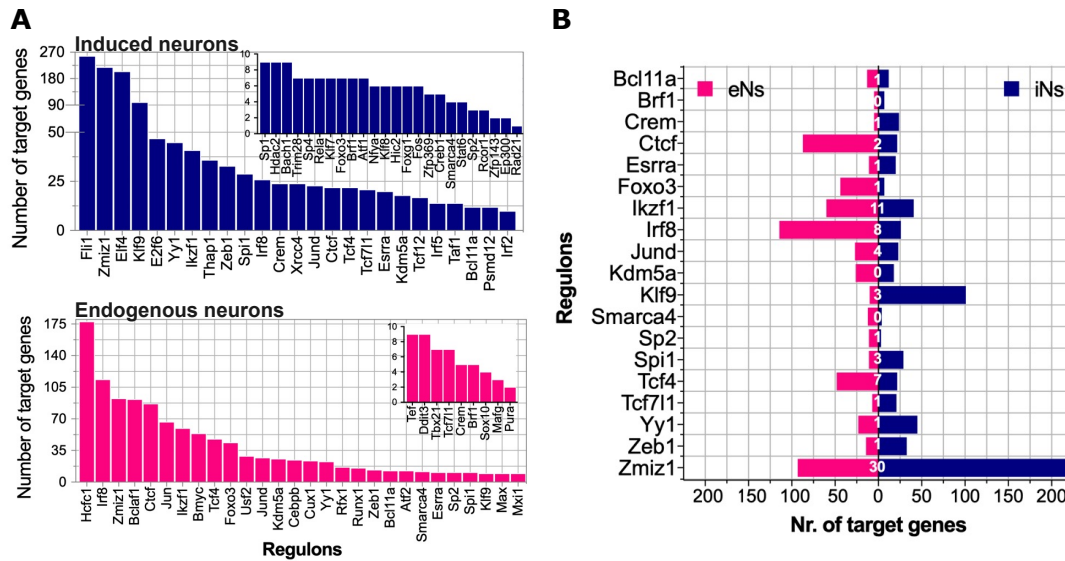 A
Induced neurons
Number of target genes
270
180
90
50
25
0
Fli1 Zmiz1 Elf4 Klf9 E2f6 Yy1 Ikzf1 Thap1 Zeb1 Spi1 Irf8 Crem Xrcc4 Jund Ctcf Tcf4 Tcf7l1 Esrra Kdm5a Tcf12 Irf5 Taf1 Bcl11a Psmd12 Irf2
10
8
6
4
2
0
Sp1 Hdac2 Bach1 Trim28 Sp4 Rela Klf7 Foxo3 Brf1 Atf1 Nfya Klf8 Hic2 Foxg1 Fos Zfp369 Creb1 Smarca4 Stat6 Sp2 Rcor1 Zfp143 Ep300 Rad21
Endogenous neurons
Number of target genes
175
140
105
70
35
0
Hcfc1 Irf8 Zmiz1 Bclaf1 Ctcf Jun Ikzf1 Bmyc Tcf4 Foxo3 Usf2 Jund Kdm5a Cebpb Cux1 Yy1 Rfx1 Runx1 Zeb1 Bcl11a Atf2 Smarca4 Esrra Sp2 Spi1 Klf9 Max Mxi1
10
8
6
4
2
0
Tef Ddit3 Tbx21 Tcf7l1 Crem Brf1 Sox10 Mafg Pura
Regulons
B
eNs iNs
Regulons
Bcl11a 1
Brf1 0
Crem 1
Ctcf 2
Esrra 1
Foxo3 1
Ikzf1 11
Irf8 8
Jund 4
Kdm5a 0
Klf9 3
Smarca4 0
Sp2 1
Spi1 3
Tcf4 7
Tcf7l1 1
Yy1 1
Zeb1 1
Zmiz1 30
200 150 100 50 0 50 100 150 200
Nr. of target genes